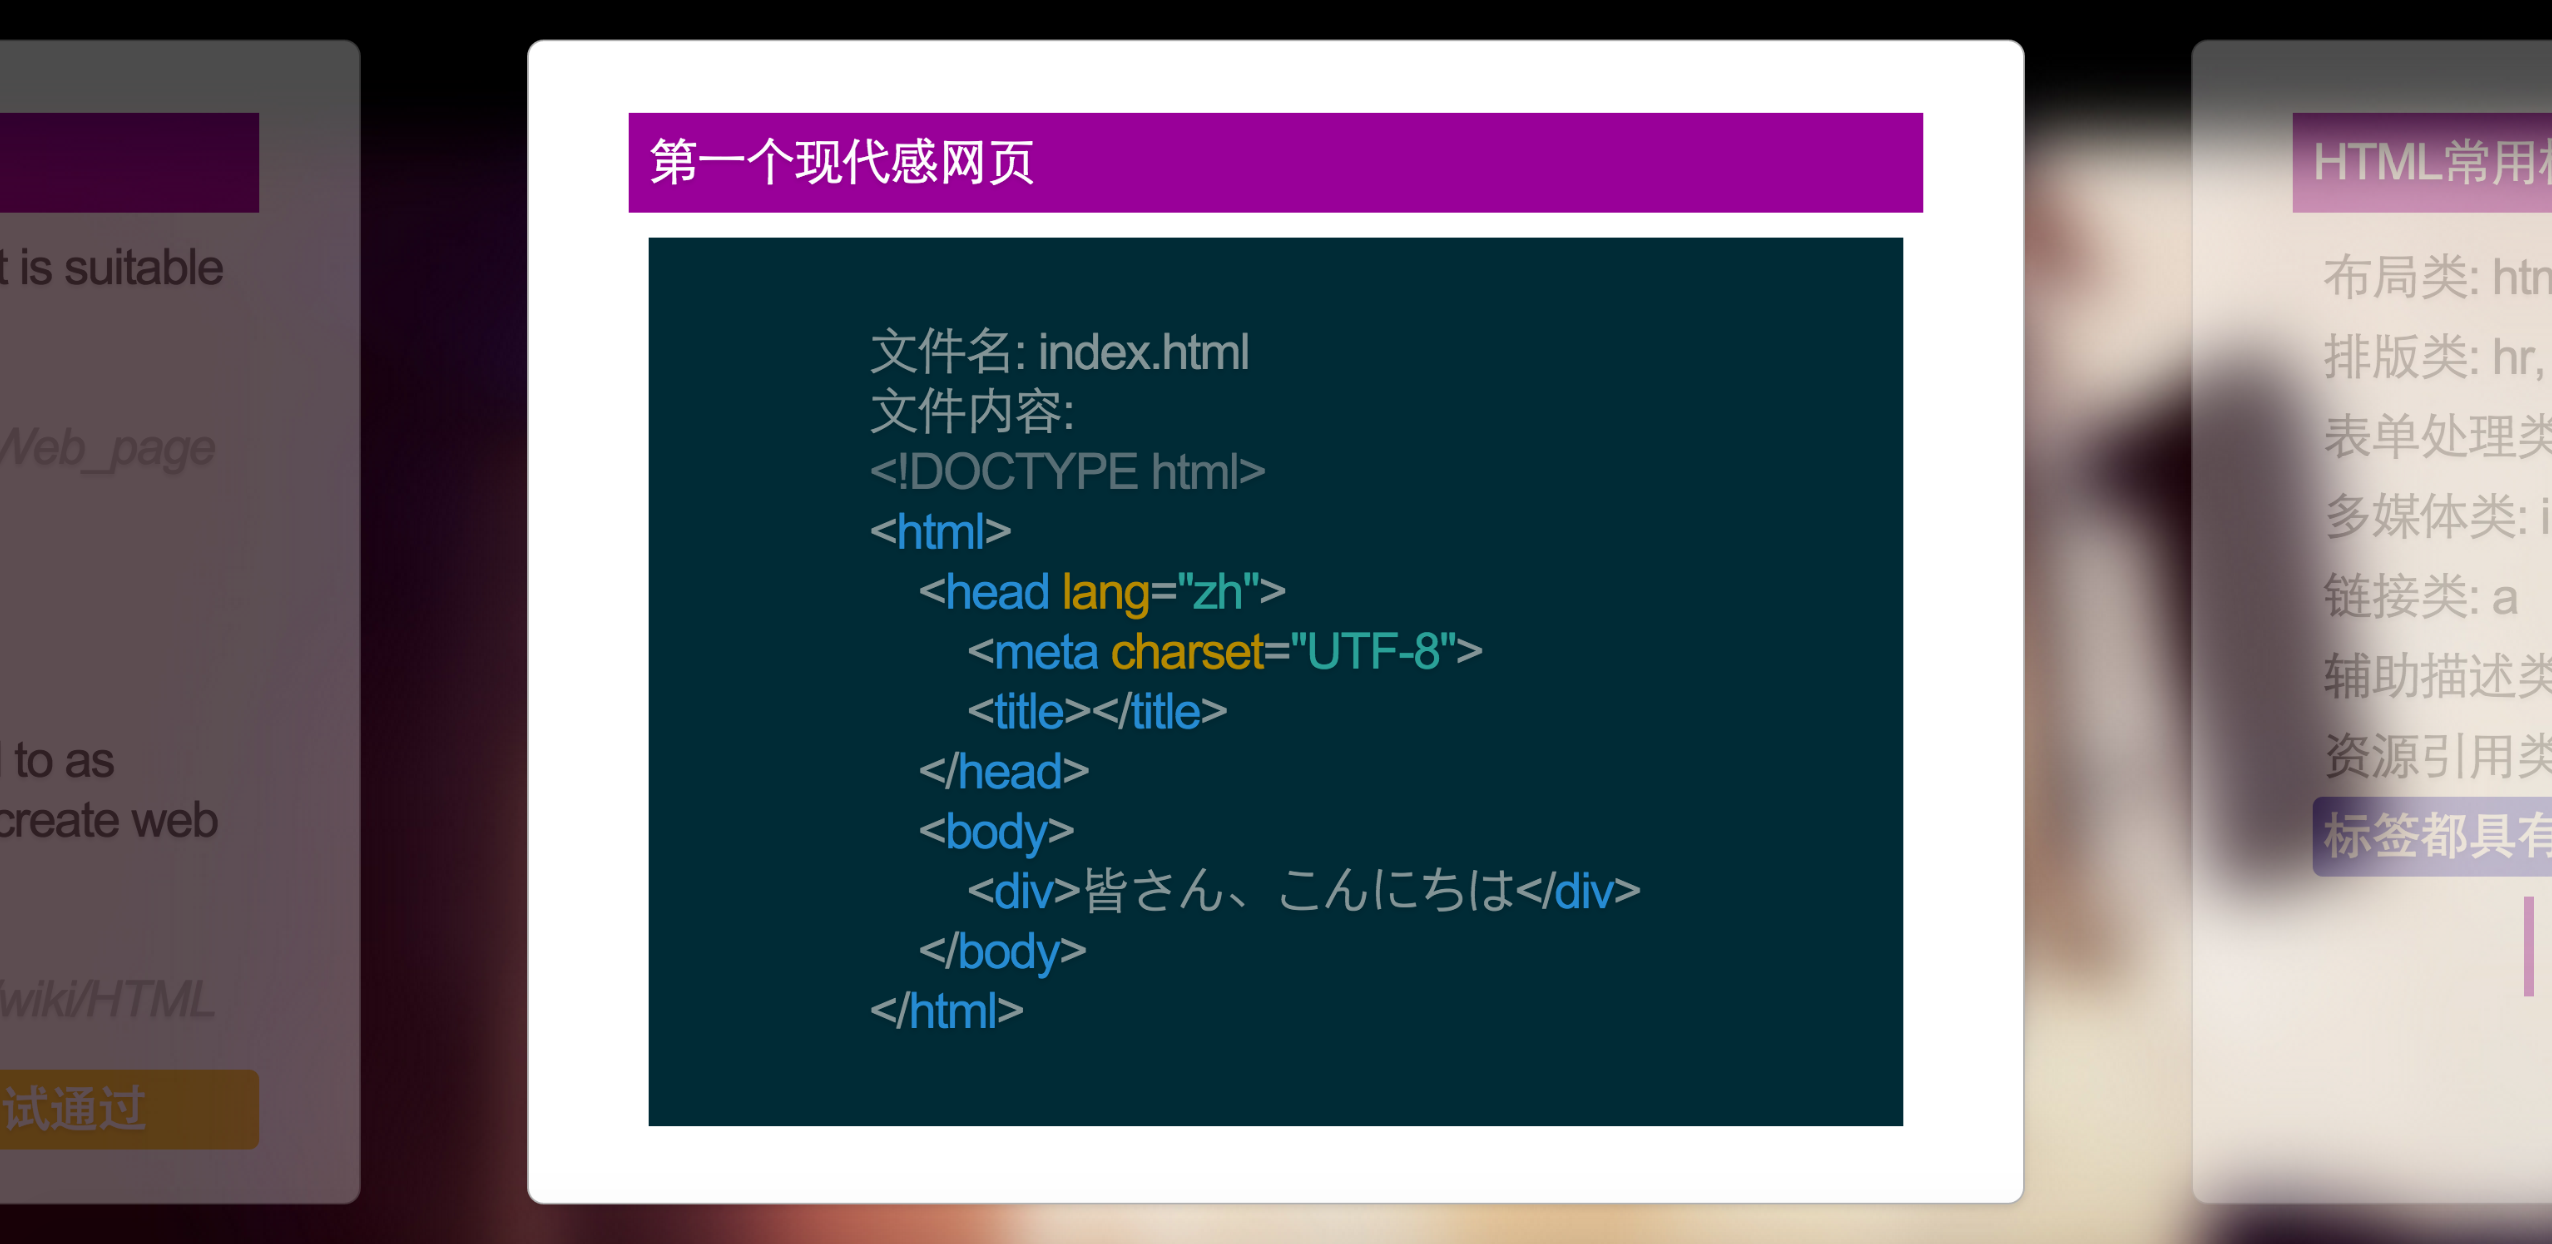 t is suitable
Web_page
to as
create web
/wiki/HTML
试通过
第一个现代感网页
文件名: index.html
文件内容:
<!DOCTYPE html>
<html>
<head lang="zh">
<meta charset="UTF-8">
<title></title>
</head>
<body>
<div>皆さん、こんにちは</div>
</body>
</html>
HTML常用
布局类: htm
排版类: hr,
表单处理类
多媒体类: i
链接类: a
辅助描述类
资源引用类
标签都具有